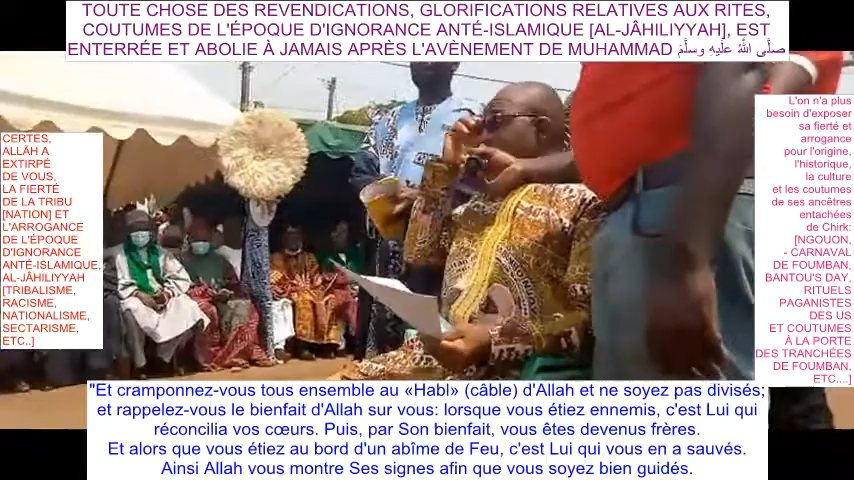 TOUTE CHOSE DES REVENDICATIONS, GLORIFICATIONS RELATIVES AUX RITES,
COUTUMES DE L'ÉPOQUE D'IGNORANCE ANTÉ-ISLAMIQUE [AL-JÂHILIYYAH], EST
ENTERRÉE ET ABOLIE À JAMAIS APRÈS L'AVÈNEMENT DE MUHAMMAD صلَّى اللَّهُ علَيهِ وسلَّمَ
CERTES,
ALLÂH A
EXTIRPÉ
DE VOUS,
LA FIERTÉ
DE LA TRIBU
[NATION] ET
L'ARROGANCE
DE L'ÉPOQUE
D'IGNORANCE
ANTÉ-ISLAMIQUE,
AL-JÂHILIYYAH
[TRIBALISME,
RACISME,
NATIONALISME,
SECTARISME,
ETC..]
L'on n'a plus
besoin d'exposer
sa fierté et
arrogance
pour l'origine,
l'historique,
la culture
et les coutumes
de ses ancêtres
entachées
de Chirk:
[NGOUON,
- CARNAVAL
DE FOUMBAN,
BANTOU'S DAY,
RITUELS
PAGANISTES
DES US
ET COUTUMES
À LA PORTE
DES TRANCHÉES
DE FOUMBAN,
ETC....]
"Et cramponnez-vous tous ensemble au «Habl» (câble) d'Allah et ne soyez pas divisés;
et rappelez-vous le bienfait d'Allah sur vous: lorsque vous étiez ennemis, c'est Lui qui
réconcilia vos cœurs. Puis, par Son bienfait, vous êtes devenus frères.
Et alors que vous étiez au bord d'un abîme de Feu, c'est Lui qui vous en a sauvés.
Ainsi Allah vous montre Ses signes afin que vous soyez bien guidés.